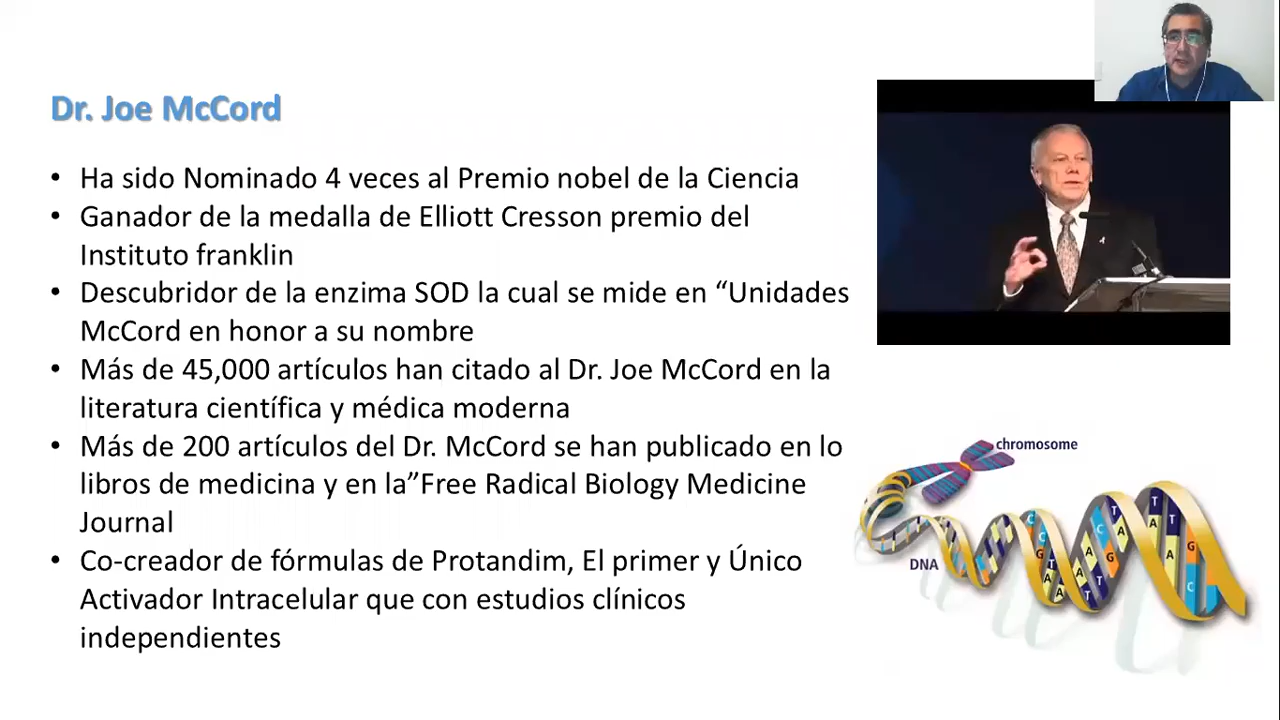 Dr. Joe McCord
• Ha sido Nominado 4 veces al Premio nobel de la Ciencia
• Ganador de la medalla de Elliott Cresson premio del
Instituto franklin
• Descubridor de la enzima SOD la cual se mide en “Unidades
McCord en honor a su nombre
• Más de 45,000 artículos han citado al Dr. Joe McCord en la
literatura científica y médica moderna
• Más de 200 artículos del Dr. McCord se han publicado en lo
libros de medicina y en la”Free Radical Biology Medicine
Journal
• Co-creador de fórmulas de Protandim, El primer y Único
Activador Intracelular que con estudios clínicos
independientes
chromosome
DNA